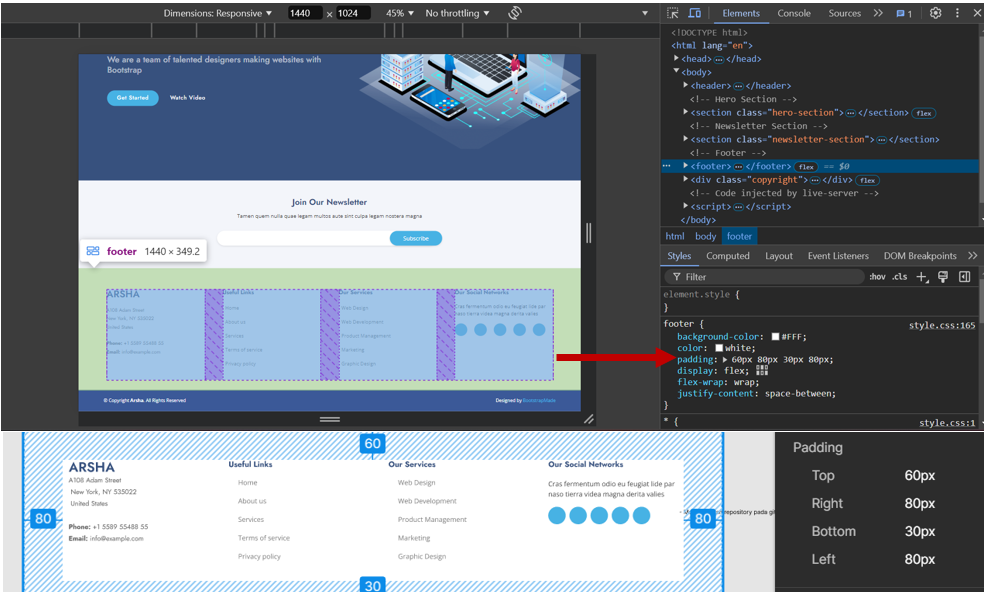 Dimensions: Responsive ▼ 1440 × 1024 45% ▼ No throttling ▼
Elements Console Sources 1
We are a team of talented designers making websites with
Bootstrap
Get Started Watch Video
Join Our Newsletter
Tamen quem nulla quae legam multos aute sint culpa legam noster magna
Subscribe
footer 1440 × 349.2
ARSHA
A108 Adam Street
New York, NY 535022
United States
Phone: +1 5589 55488 55
Email: info@example.com
Useful Links
Home
About us
Services
Terms of service
Privacy policy
Our Services
Web Design
Web Development
Product Management
Marketing
Graphic Design
Our Social Networks
Cras fermentum odio eu feugiat lide par
naso tierra videa magna derita valies
© Copyright Arsha. All Rights Reserved
Designed by BootstrapMade
<!DOCTYPE html>
<html lang="en">
<head> … </head>
<body>
<header> … </header>
<!-- Hero Section -->
<section class="hero-section"> … </section> flex
<!-- Newsletter Section -->
<section class="newsletter-section"> … </section>
<!-- Footer -->
<footer> … </footer> flex == $0
<div class="copyright"> … </div> flex
<!-- Code injected by live-server -->
<script> … </script>
</body>
html body footer
Styles Computed Layout Event Listeners DOM Breakpoints
Filter :hov .cls
element.style {
}
footer { style.css:165
background-color: #FFF;
color: white;
padding: 60px 80px 30px 80px;
display: flex;
flex-wrap: wrap;
justify-content: space-between;
}
* { style.css:1
60
80
80
30
ARSHA
A108 Adam Street
New York, NY 535022
United States
Phone: +1 5589 55488 55
Email: info@example.com
Useful Links
Home
About us
Services
Terms of service
Privacy policy
Our Services
Web Design
Web Development
Product Management
Marketing
Graphic Design
Our Social Networks
Cras fermentum odio eu feugiat lide par
naso tierra videa magna derita valies
repository pada
Padding
Top 60px
Right 80px
Bottom 30px
Left 80px